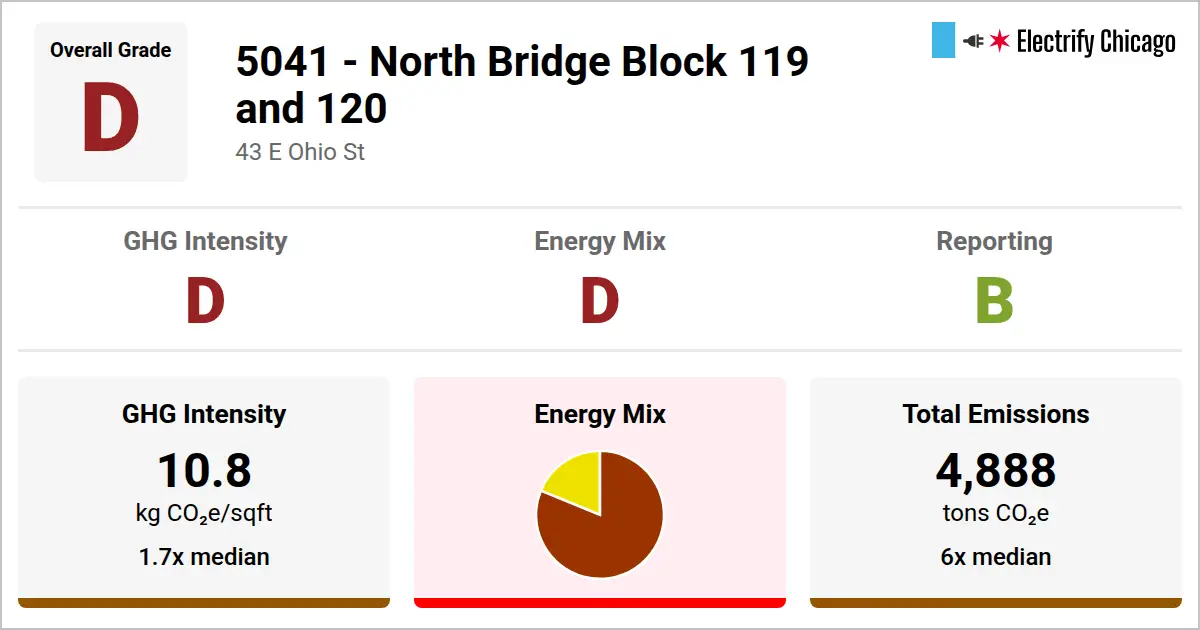 Overall Grade
D
5041 - North Bridge Block 119
and 120
43 E Ohio St
Electrify Chicago
GHG Intensity
D
Energy Mix
D
Reporting
B
GHG Intensity
10.8
kg CO₂e/sqft
1.7x median
Energy Mix
Total Emissions
4,888
tons CO₂e
6x median